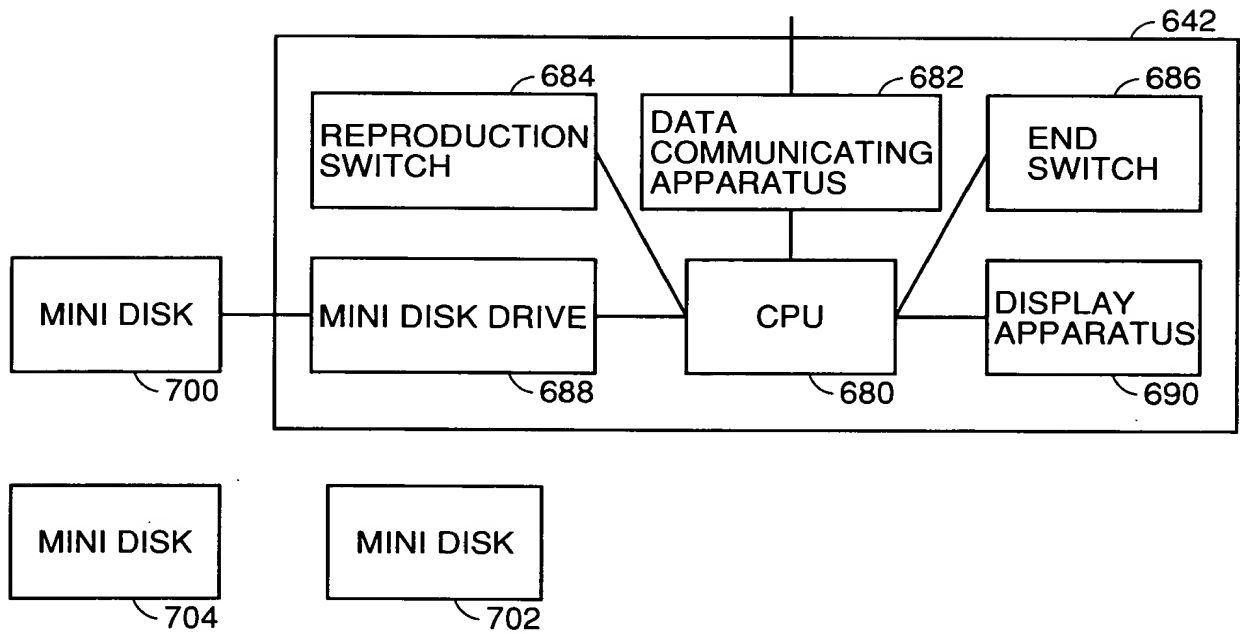 642
684
682
686
REPRODUCTION
SWITCH
DATA
COMMUNICATING
APPARATUS
END
SWITCH
MINI DISK
MINI DISK DRIVE
CPU
DISPLAY
APPARATUS
700
688
680
690
MINI DISK
MINI DISK
704
702